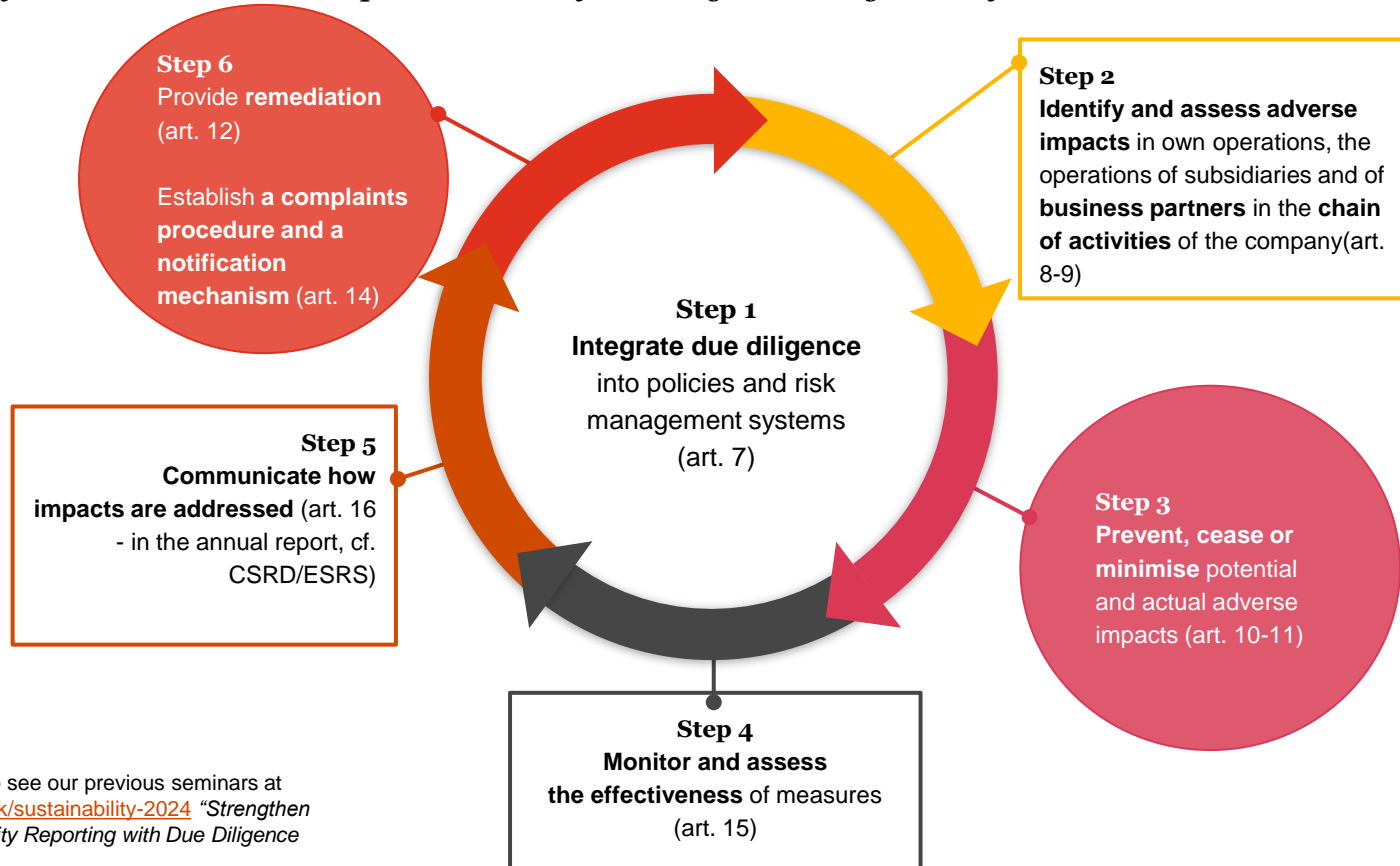 Step 6
Provide remediation
(art. 12)
Establish a complaints
procedure and a
notification
mechanism (art. 14)
Step 2
Identify and assess adverse
impacts in own operations, the
operations of subsidiaries and of
business partners in the chain
of activities of the company(art.
8-9)
Step 1
Integrate due diligence
into policies and risk
management systems
(art. 7)
Step 5
Communicate how
impacts are addressed (art. 16
- in the annual report, cf.
CSRD/ESRS)
Step 3
Prevent, cease or
minimise potential
and actual adverse
impacts (art. 10-11)
Step 4
Monitor and assess
the effectiveness of measures
(art. 15)
see our previous seminars at
k/sustainability-2024 “Strengthen
ity Reporting with Due Diligence